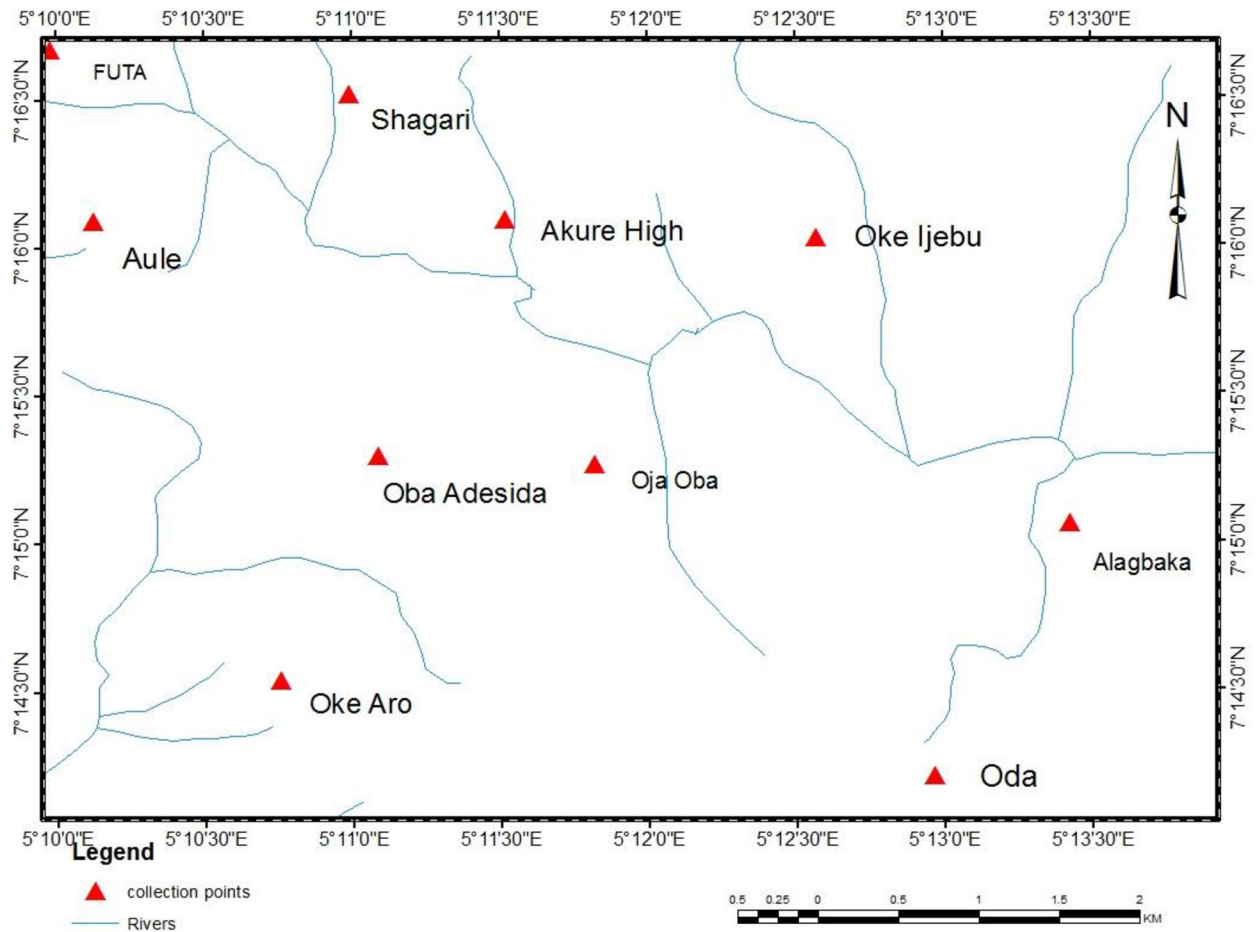 5°10'0"E 5°10'30"E 5°11'0"E 5°11'30"E 5°12'0"E 5°12'30"E 5°13'0"E 5°13'30"E
FUTA
7°16'30"N 7°16'30"N
Shagari
N
Akure High
Oke Ijebu
7°16'0"N 7°16'0"N
Aule
7°15'30"N 7°15'30"N
Oja Oba
Oba Adesida
7°15'0"N 7°15'0"N
Alagbaka
7°14'30"N 7°14'30"N
Oke Aro
Oda
5°10'0"E 5°10'30"E 5°11'0"E 5°11'30"E 5°12'0"E 5°12'30"E 5°13'0"E 5°13'30"E
Legend
collection points
Rivers
0.5 0.25 0 0.5 1 1.5 2
KM